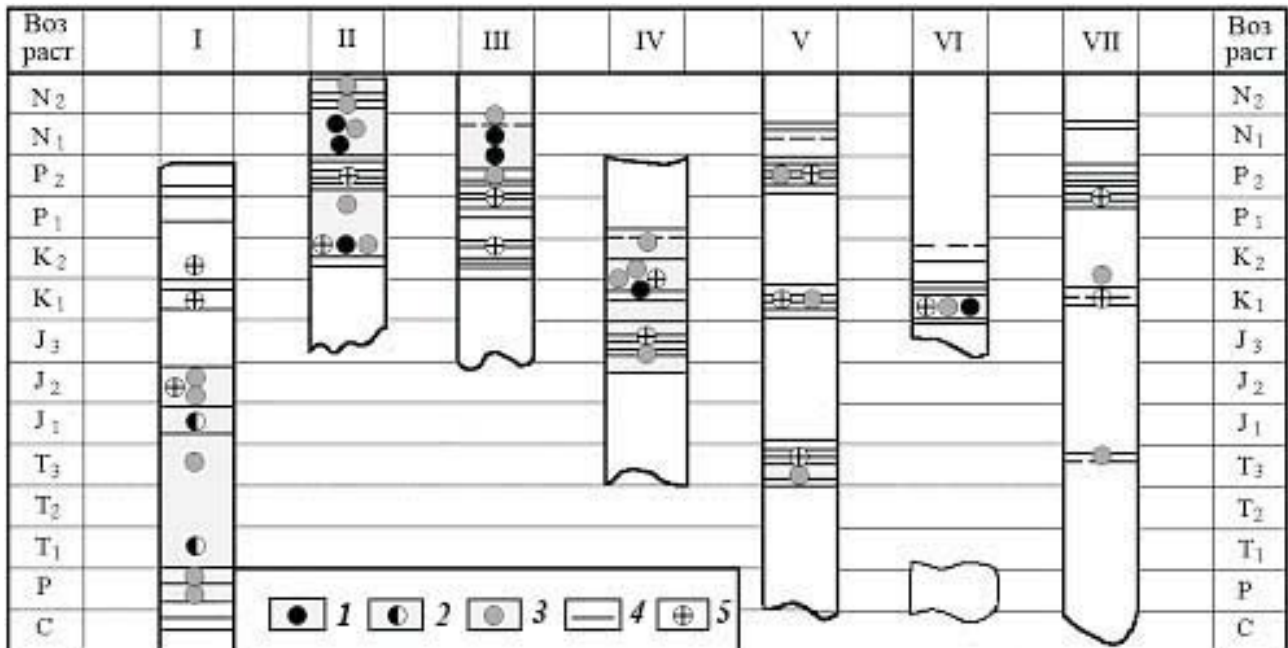 Воз раст I II III IV V VI VII Воз раст
N2 N2
N1 N1
P2 P2
P1 P1
K2 K2
K1 K1
J3 J3
J2 J2
J1 J1
T3 T3
T2 T2
T1 T1
P P
C 1 2 3 4 5 C